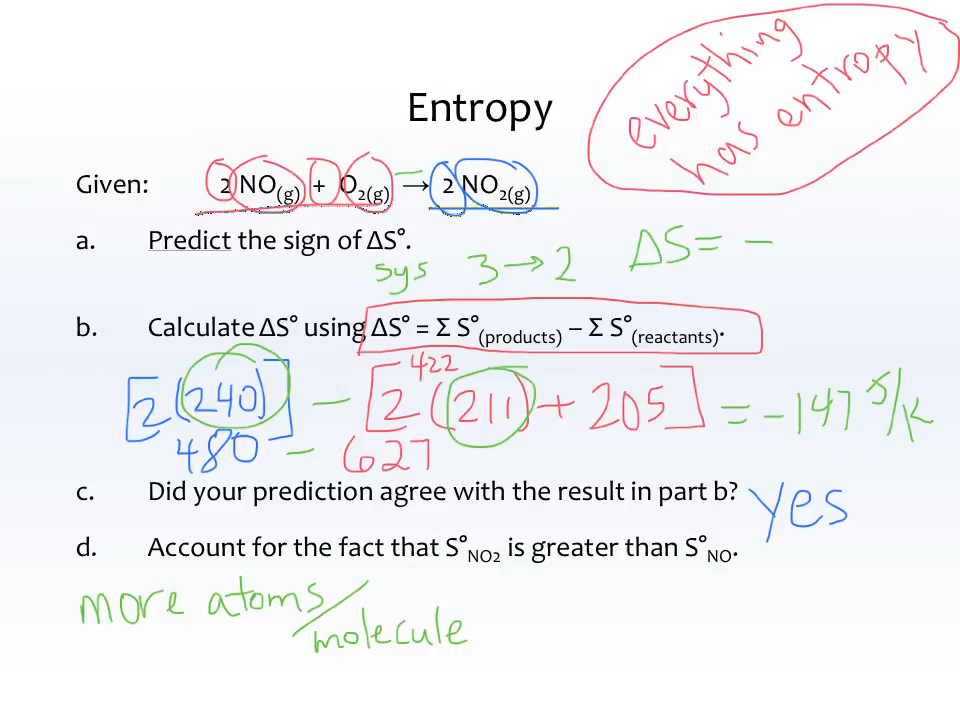 everything
has entropy
Entropy
Given: 2 NO(g) + O2(g) → 2 NO2(g)
a. Predict the sign of ΔS°.
sys 3 → 2 ΔS = −
b. Calculate ΔS° using ΔS° = Σ S°(products) – Σ S°(reactants).
422
[2 (240)] − [2 (211) + 205] = −147 J/K
480 − 627
c. Did your prediction agree with the result in part b? yes
d. Account for the fact that S°NO2 is greater than S°NO.
more atoms/
molecule